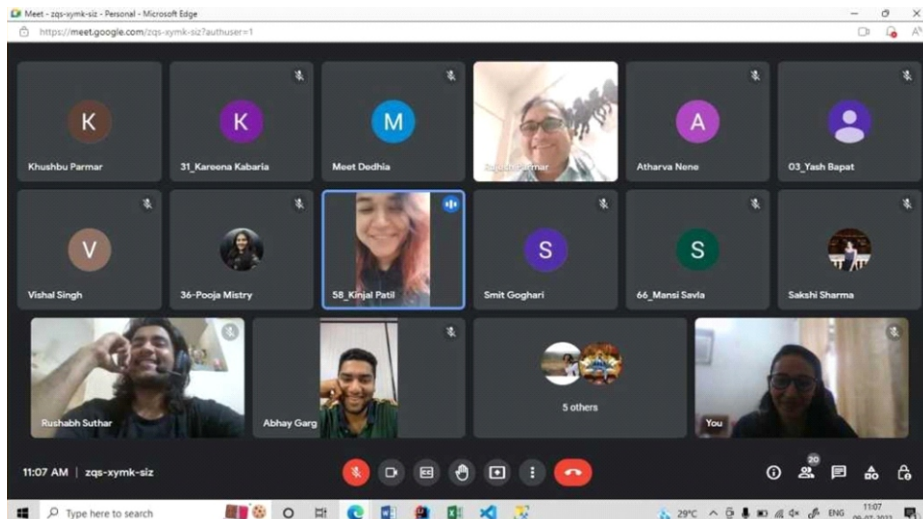 Meet - zqs-xymk-siz - Personal - Microsoft Edge
https://meet.google.com/zqs-xymk-siz?authuser=1
K
Khushbu Parmar
K
31_Kareena Kabaria
M
Meet Dedhia
Parmar
A
Atharva Nene
03_Yash Bapat
V
Vishal Singh
36-Pooja Mistry
58_Kinjal Patil
S
Smit Goghari
S
66_Mansi Savla
Sakshi Sharma
Rushabh Suthar
Abhay Garg
5 others
You
11:07 AM | zqs-xymk-siz
20
Type here to search
29°C
ENG
11:07